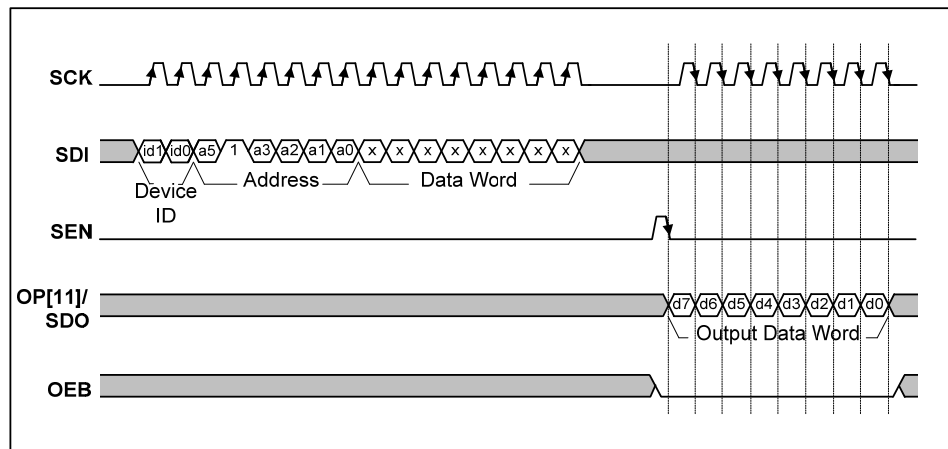 SCK
SDI
id1 id0 a5 1 a3 a2 a1 a0 x x x x x x x x
Device
ID
Address
Data Word
SEN
OP[11]/
SDO
d7 d6 d5 d4 d3 d2 d1 d0
Output Data Word
OEB